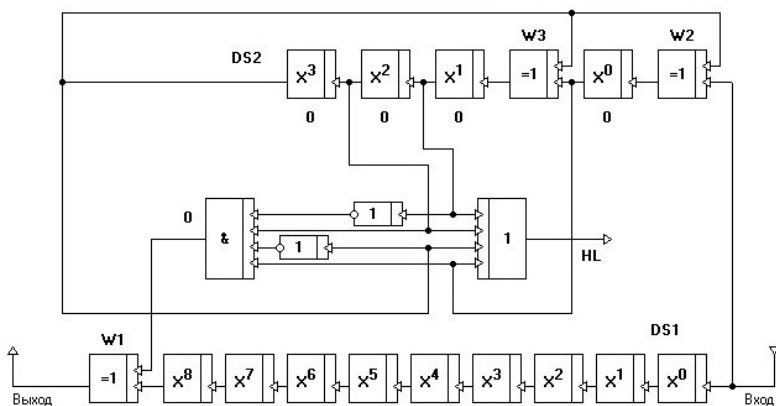 W3 W2
DS2 x³ x² x¹ =1 x⁰ =1
0 0 0 0
0 1
& 1 1
HL
W1 DS1
=1 x⁸ x⁷ x⁶ x⁵ x⁴ x³ x² x¹ x⁰
Выход Вход